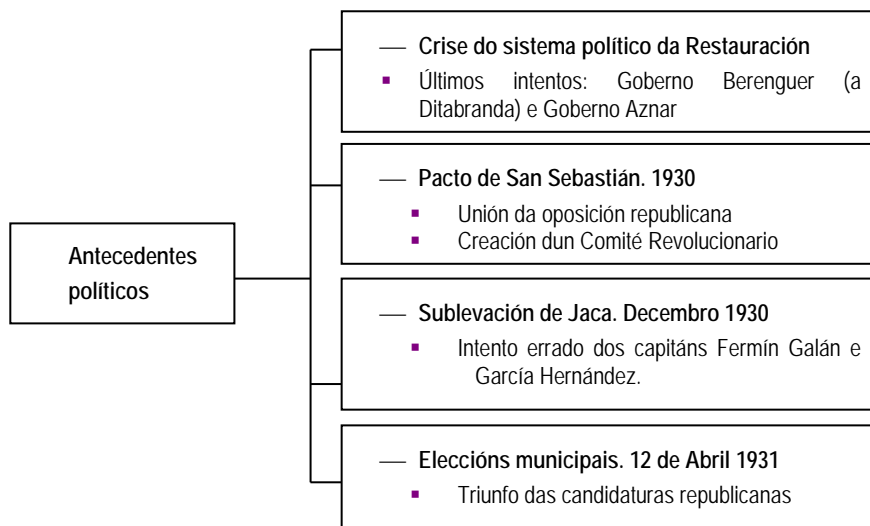 — Crise do sistema político da Restauración
▪ Últimos intentos: Goberno Berenguer (a
Ditabranda) e Goberno Aznar
— Pacto de San Sebastián. 1930
▪ Unión da oposición republicana
▪ Creación dun Comité Revolucionario
Antecedentes
políticos
— Sublevación de Jaca. Decembro 1930
▪ Intento errado dos capitáns Fermín Galán e
García Hernández.
— Eleccións municipais. 12 de Abril 1931
▪ Triunfo das candidaturas republicanas